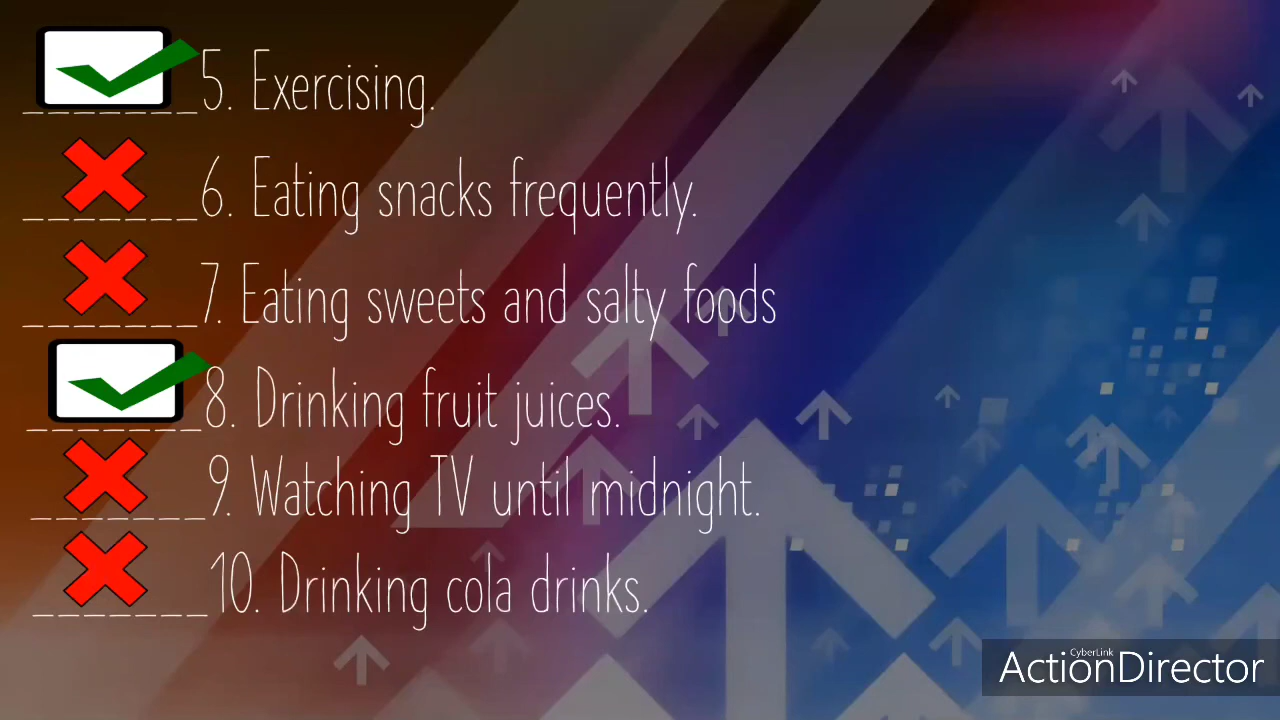 _______5. Exercising.
_______6. Eating snacks frequently.
_______7. Eating sweets and salty foods
_______8. Drinking fruit juices.
_______9. Watching TV until midnight.
_______10. Drinking cola drinks.
CyberLink
ActionDirector